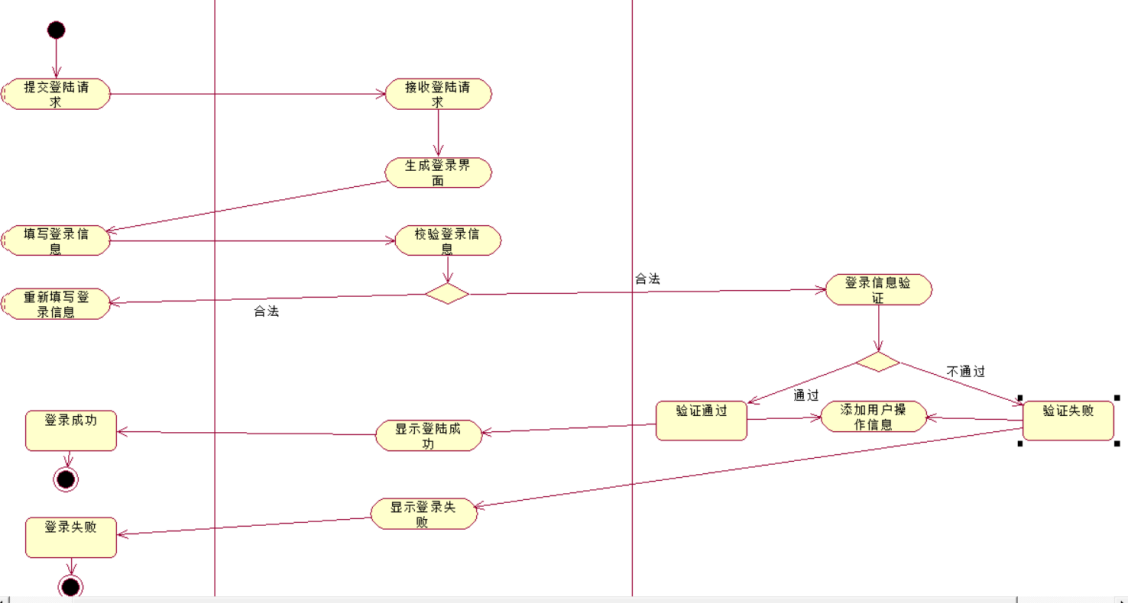 提交登陆请
求
接收登陆请
求
生成登录界
面
填写登录信
息
校验登录信
息
合法
登录信息验
证
重新填写登
录信息
合法
不通过
通过
登录成功
显示登陆成
功
验证通过
添加用户操
作信息
验证失败
显示登录失
败
登录失败